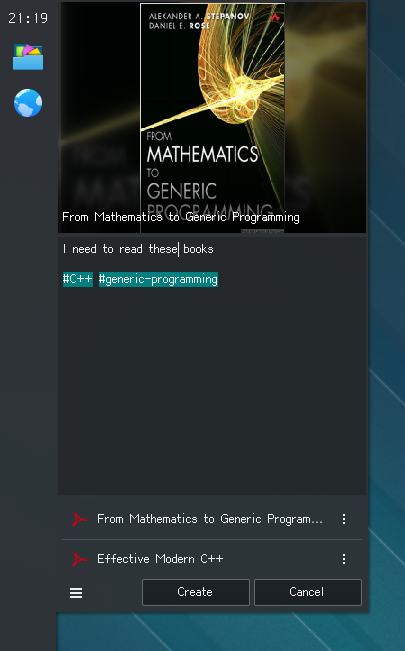 21:19
ALEXANDER A. STEPANOV
DANIEL E. ROSE
FROM
MATHEMATICS
TO
GENERIC
PROGRAMMING
From Mathematics to Generic Programming
I need to read these books
#C++ #generic-programming
From Mathematics to Generic Program...
Effective Modern C++
Create
Cancel